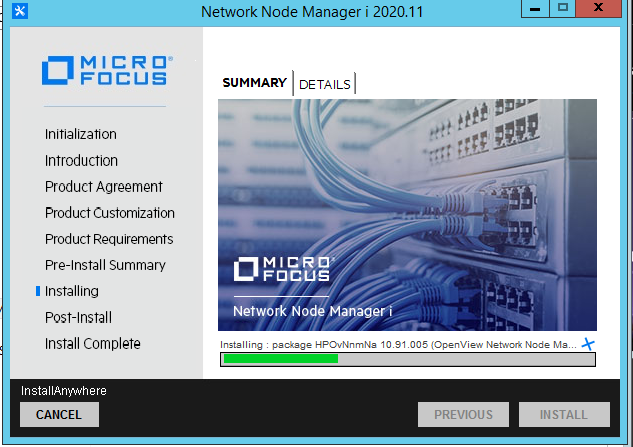 Network Node Manager i 2020.11
MICRO
FOCUS
SUMMARY
DETAILS
Initialization
Introduction
Product Agreement
Product Customization
Product Requirements
Pre-Install Summary
Installing
Post-Install
Install Complete
MICRO
FOCUS
Network Node Manager i
Installing : package HPOvNnmNa 10.91.005 (OpenView Network Node Ma...
InstallAnywhere
CANCEL
PREVIOUS
INSTALL